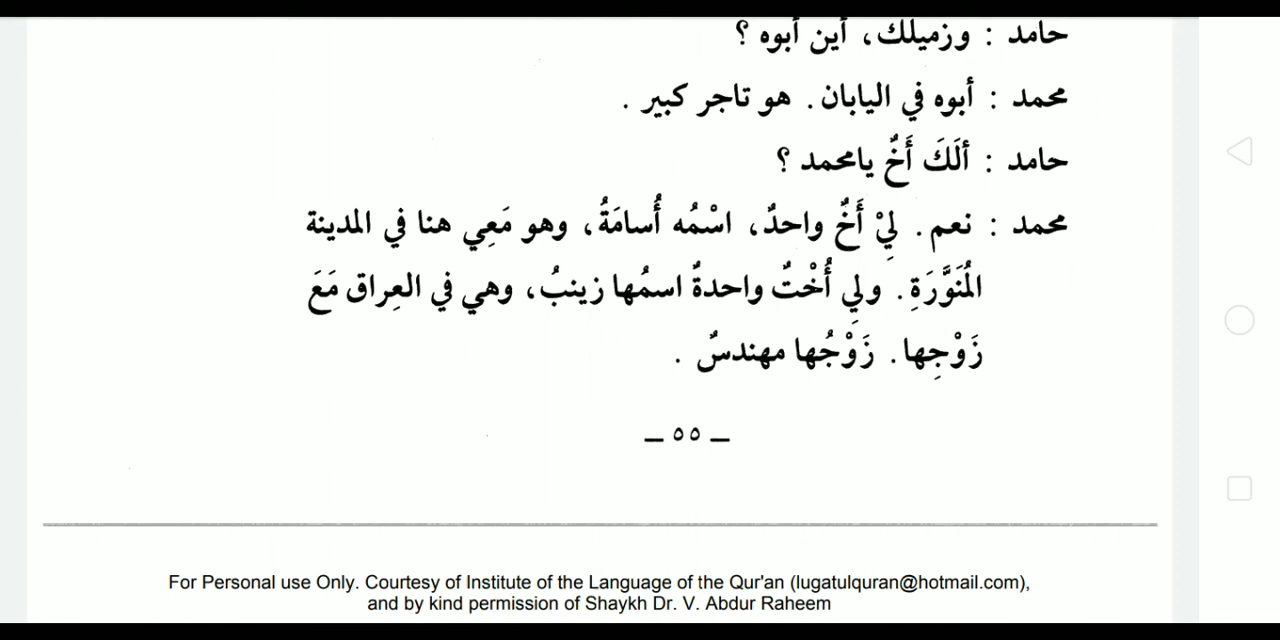 حامد : وزميلك، أين أبوه ؟
محمد : أبوه في اليابان. هو تاجر كبير .
حامد : أَلَكَ أَخٌ يامحمد ؟
محمد : نعم. لِيْ أَخٌ واحدٌ، اسْمُه أُسامَةُ، وهو مَعِي هنا في المدينة
المُنَوَّرَةِ. ولِي أُخْتٌ واحدةٌ اسمُها زينبُ، وهي في العِراق مَعَ
زَوْجِها. زَوْجُها مهندسٌ .
– ٥٥ –
For Personal use Only. Courtesy of Institute of the Language of the Qur'an (lugatulquran@hotmail.com),
and by kind permission of Shaykh Dr. V. Abdur Raheem